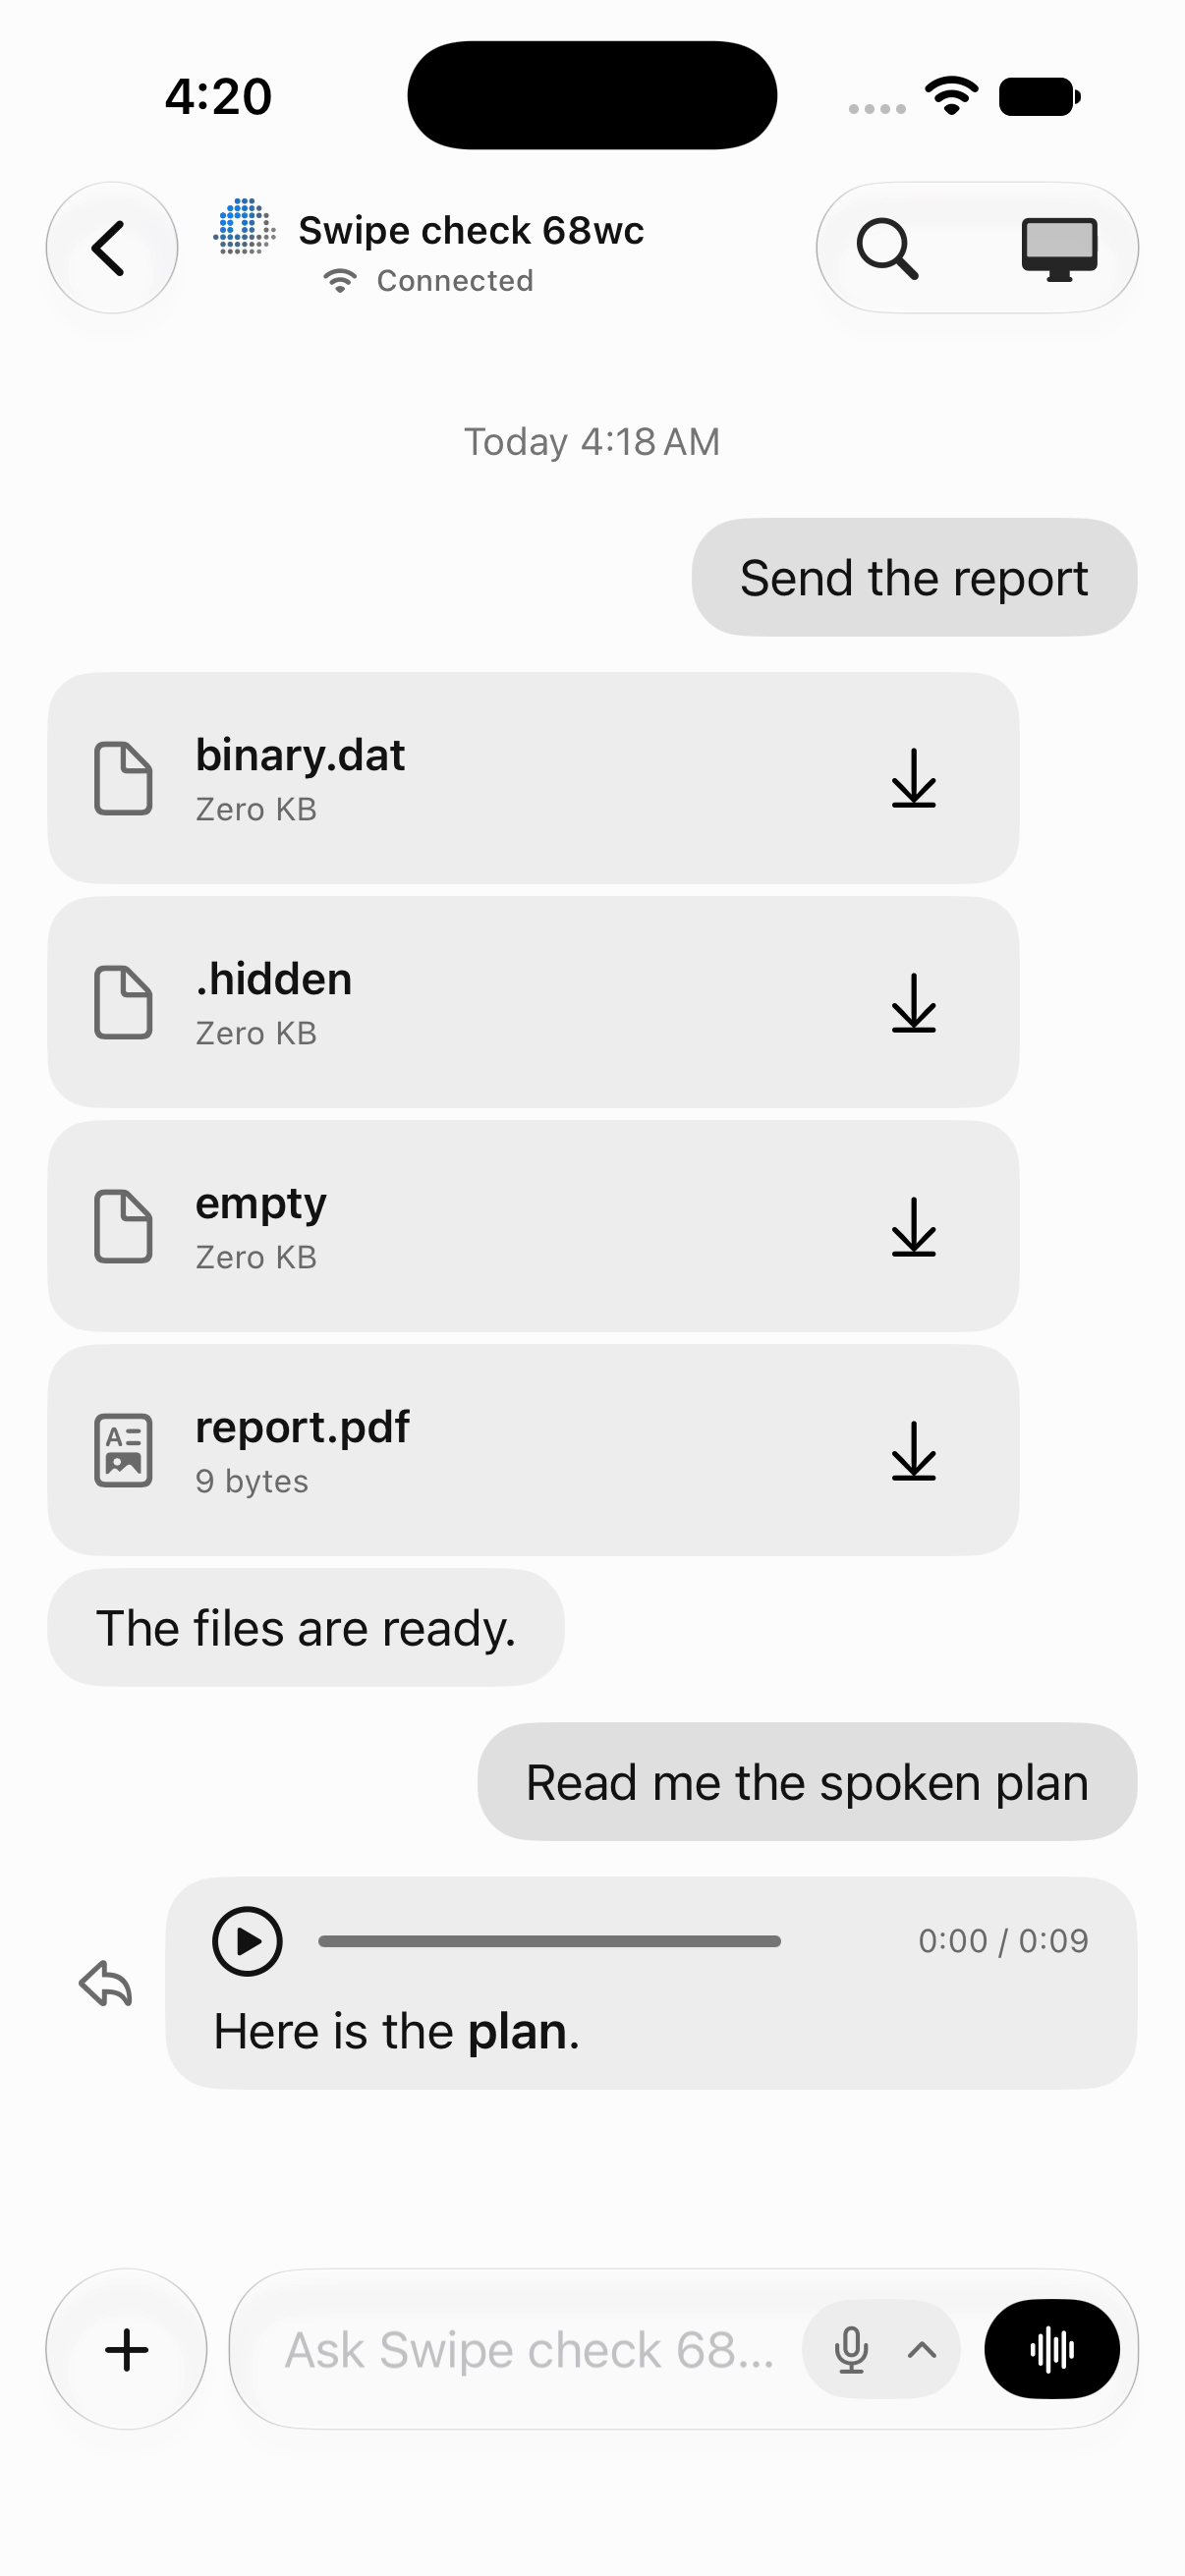 4:20
Swipe check 68wc
Connected
Today 4:18 AM
Send the report
binary.dat
Zero KB
.hidden
Zero KB
empty
Zero KB
report.pdf
9 bytes
The files are ready.
Read me the spoken plan
0:00 / 0:09
Here is the plan.
Ask Swipe check 68...